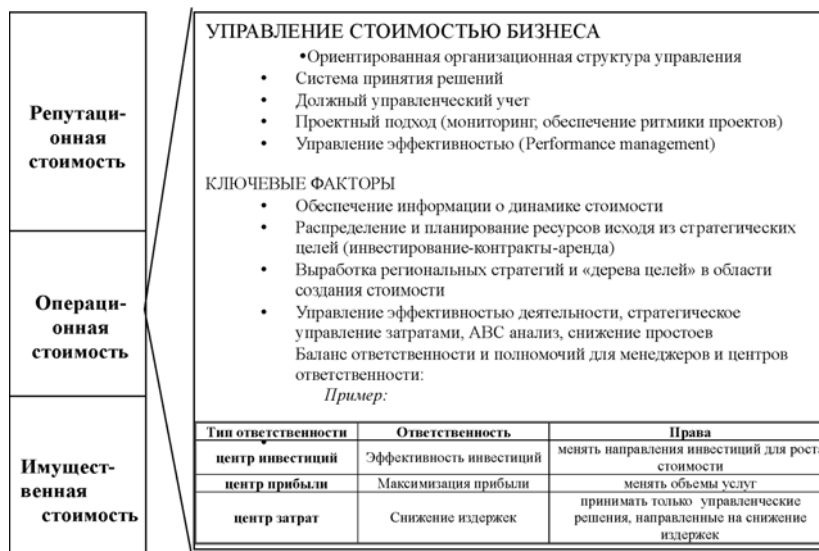 Репутаци-
онная
стоимость
Операци-
онная
стоимость
Имущест-
венная
стоимость
УПРАВЛЕНИЕ СТОИМОСТЬЮ БИЗНЕСА
•Ориентированная организационная структура управления
• Система принятия решений
• Должный управленческий учет
• Проектный подход (мониторинг, обеспечение ритмики проектов)
• Управление эффективностью (Performance management)
КЛЮЧЕВЫЕ ФАКТОРЫ
• Обеспечение информации о динамике стоимости
• Распределение и планирование ресурсов исходя из стратегических
целей (инвестирование-контракты-аренда)
• Выработка региональных стратегий и «дерева целей» в области
создания стоимости
• Управление эффективностью деятельности, стратегическое
управление затратами, АВС анализ, снижение простоев
Баланс ответственности и полномочий для менеджеров и центров
ответственности:
Пример:
Тип ответственности Ответственность Права
центр инвестиций Эффективность инвестиций менять направления инвестиций для роста
стоимости
центр прибыли Максимизация прибыли менять объемы услуг
центр затрат Снижение издержек принимать только управленческие
решения, направленные на снижение
издержек